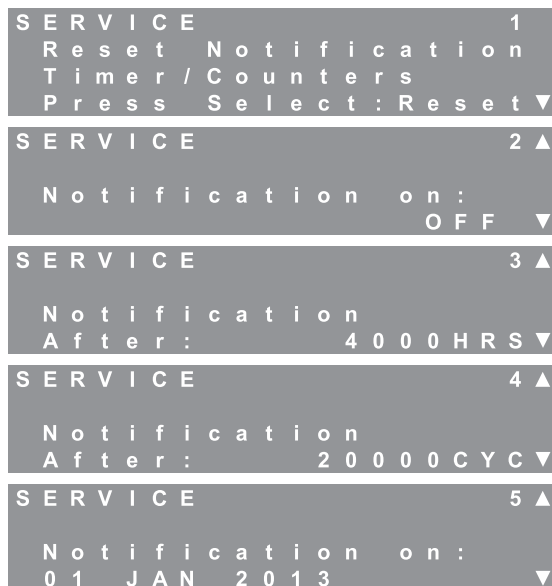 SERVICE 1
Reset Notification
Timer/Counters
Press Select:Reset ▼
SERVICE 2 ▲
Notification on:
OFF ▼
SERVICE 3 ▲
Notification
After: 4000HRS ▼
SERVICE 4 ▲
Notification
After: 20000CYC ▼
SERVICE 5 ▲
Notification on:
01 JAN 2013 ▼